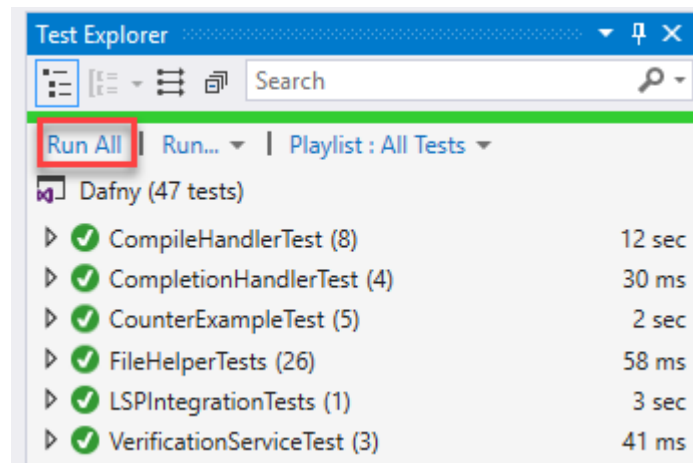 Test Explorer
Search
Run All | Run... | Playlist : All Tests
Dafny (47 tests)
CompileHandlerTest (8) 12 sec
CompletionHandlerTest (4) 30 ms
CounterExampleTest (5) 2 sec
FileHelperTests (26) 58 ms
LSPIntegrationTests (1) 3 sec
VerificationServiceTest (3) 41 ms